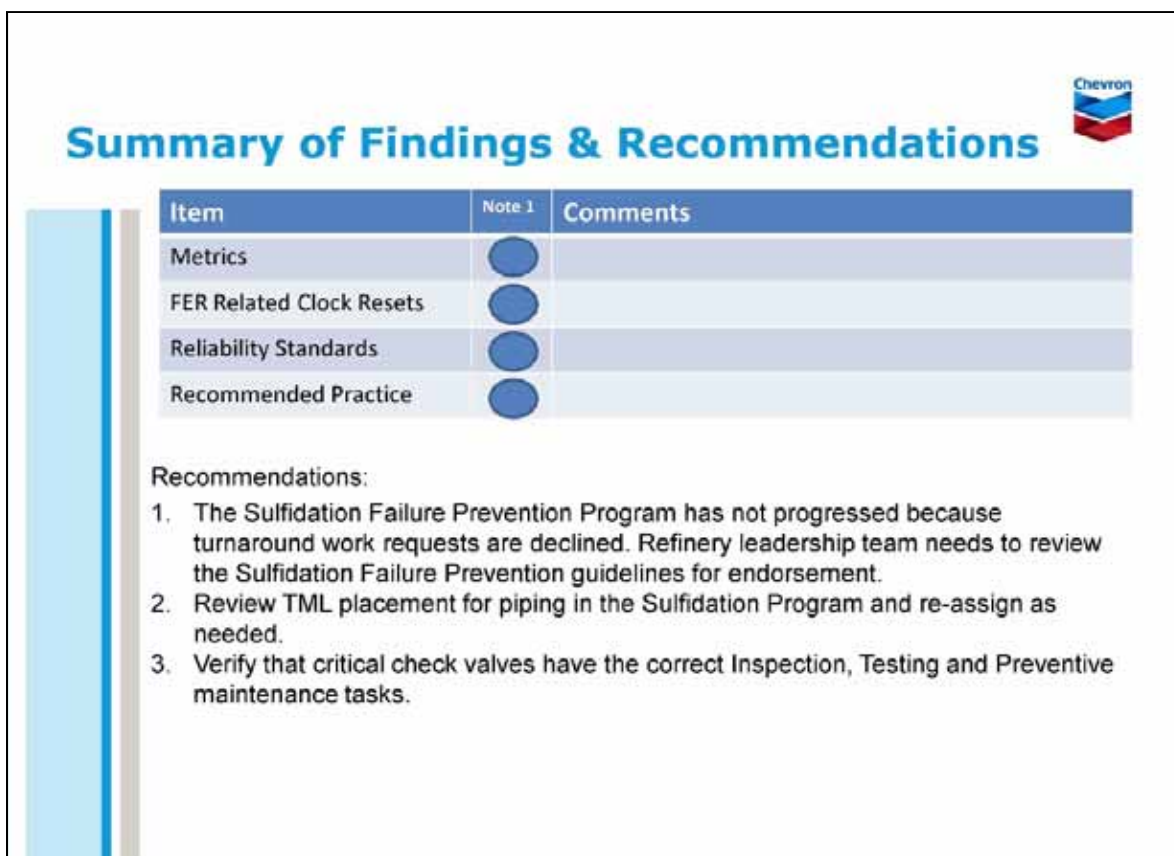 Chevron
Summary of Findings & Recommendations
Item Note 1 Comments
Metrics
FER Related Clock Resets
Reliability Standards
Recommended Practice
Recommendations:
1. The Sulfidation Failure Prevention Program has not progressed because
turnaround work requests are declined. Refinery leadership team needs to review
the Sulfidation Failure Prevention guidelines for endorsement.
2. Review TML placement for piping in the Sulfidation Program and re-assign as
needed.
3. Verify that critical check valves have the correct Inspection, Testing and Preventive
maintenance tasks.